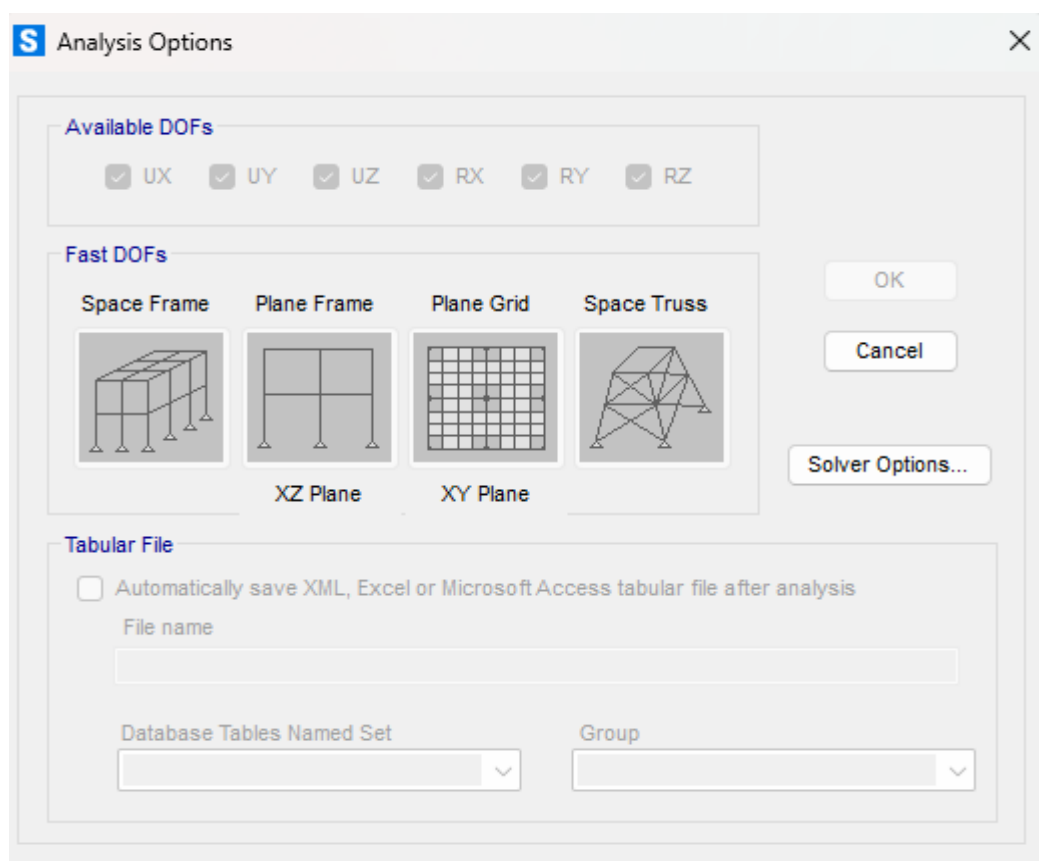 S Analysis Options
Available DOFs
UX UY UZ RX RY RZ
Fast DOFs
Space Frame Plane Frame Plane Grid Space Truss
XZ Plane XY Plane
OK
Cancel
Solver Options...
Tabular File
Automatically save XML, Excel or Microsoft Access tabular file after analysis
File name
Database Tables Named Set Group